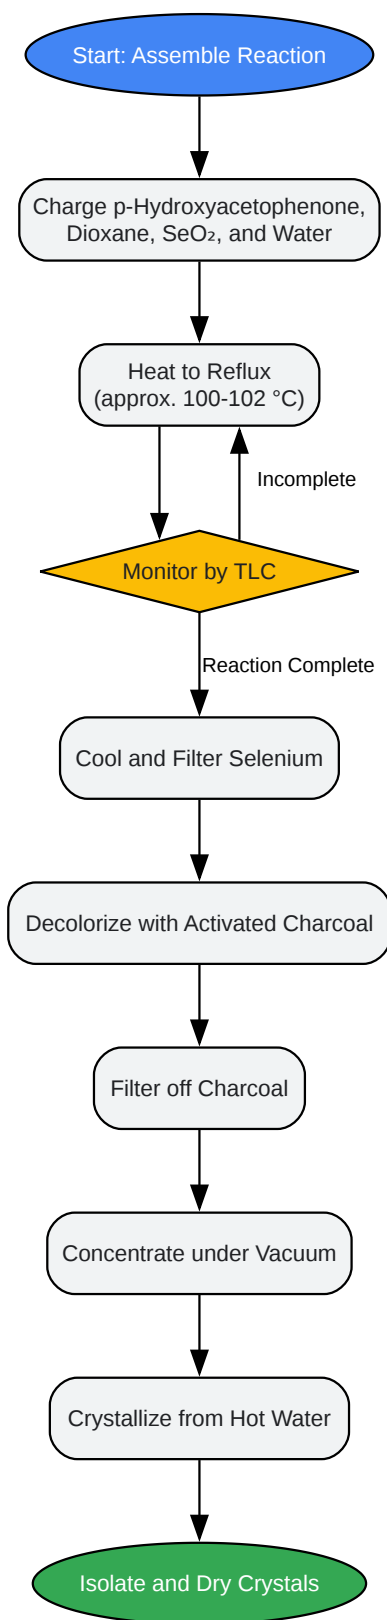 Start: Assemble Reaction
Charge p-Hydroxyacetophenone,
Dioxane, SeO₂, and Water
Heat to Reflux
(approx. 100-102 °C)
Incomplete
Monitor by TLC
Reaction Complete
Cool and Filter Selenium
Decolorize with Activated Charcoal
Filter off Charcoal
Concentrate under Vacuum
Crystallize from Hot Water
Isolate and Dry Crystals